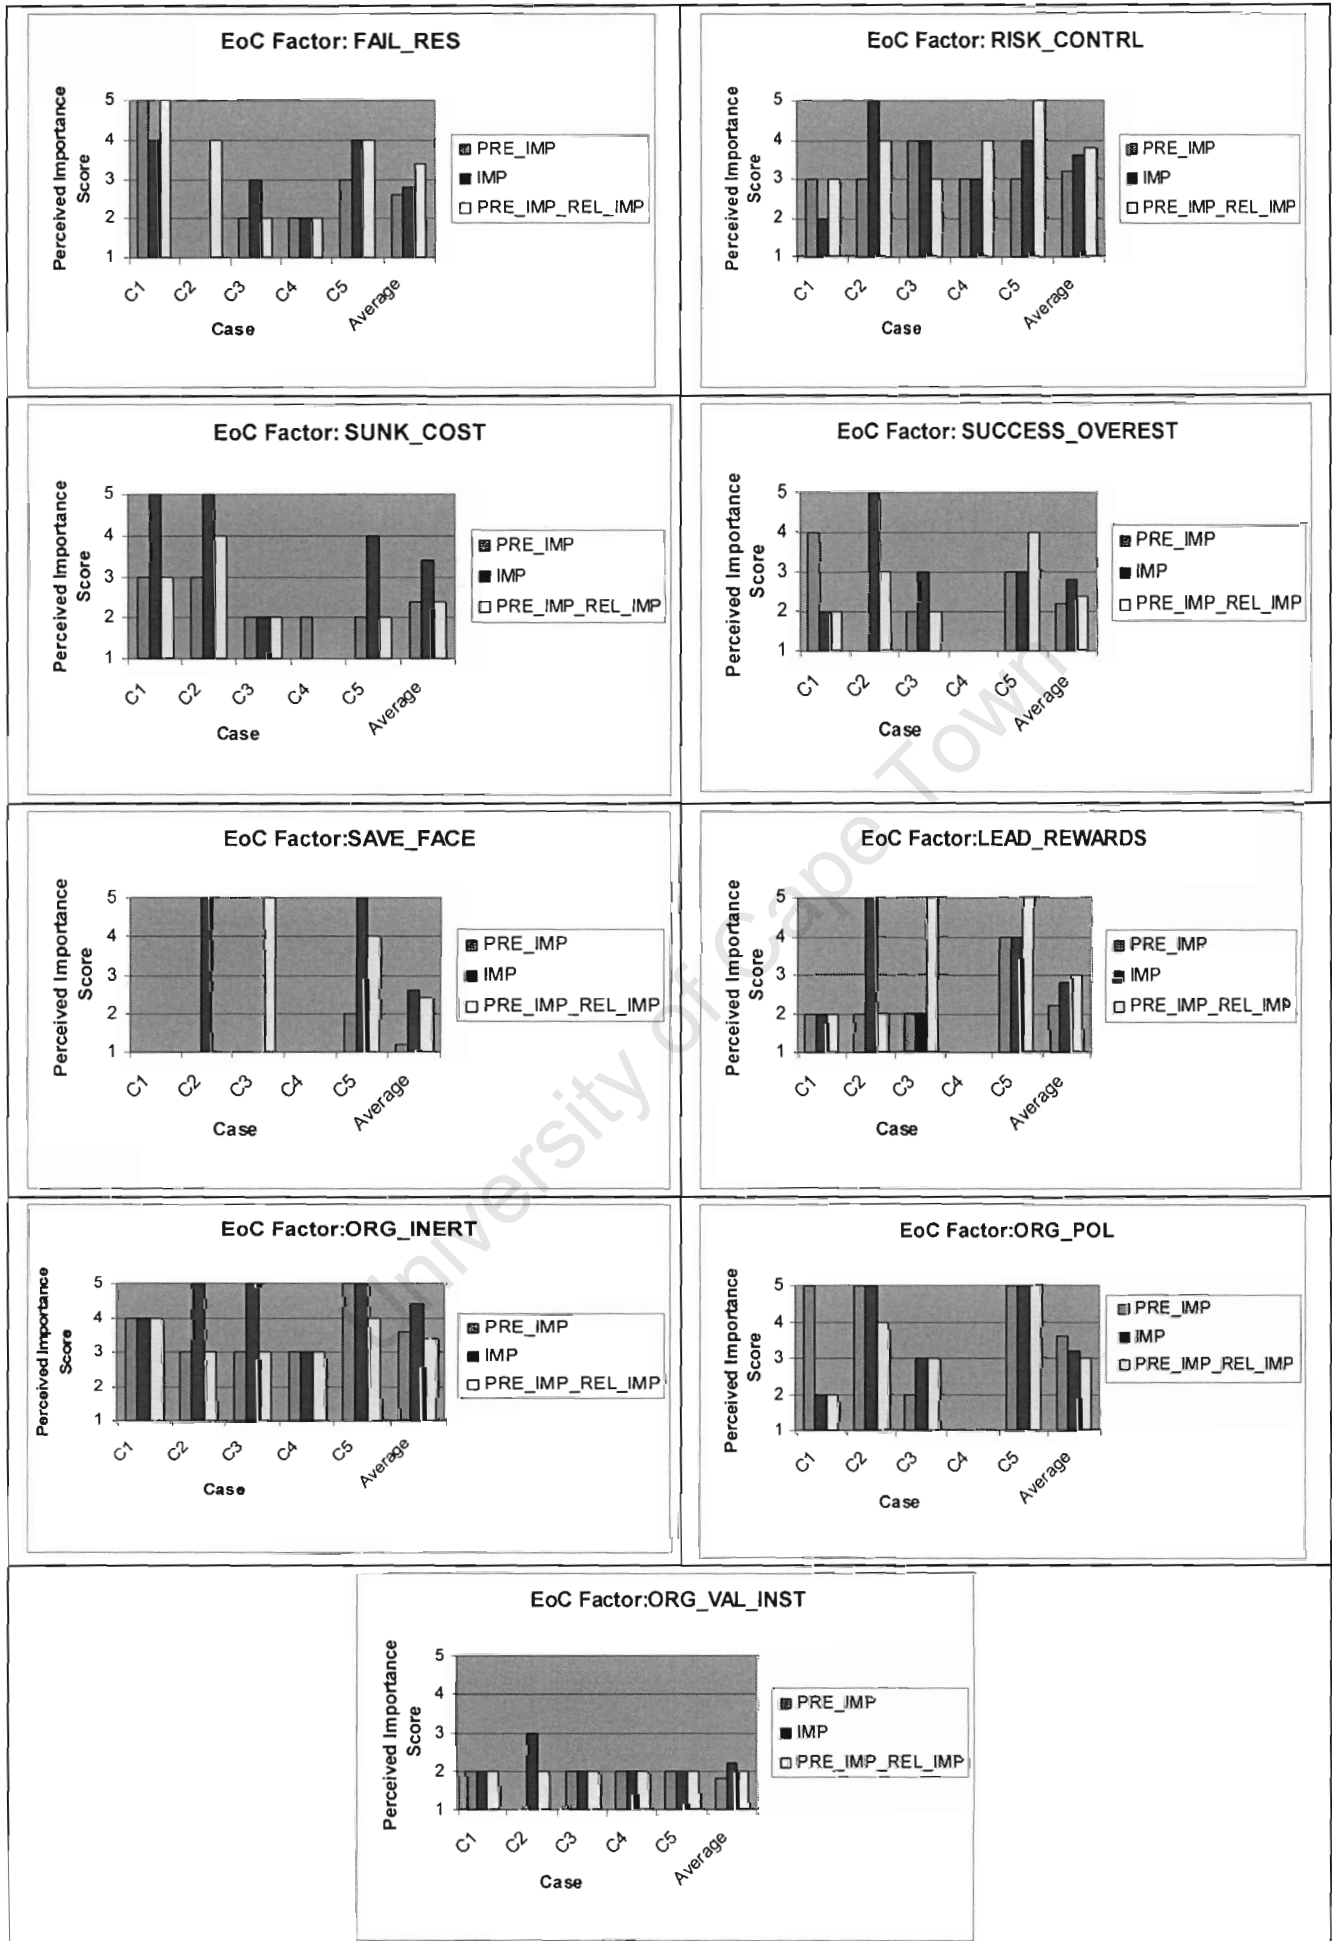 EoC Factor: FAIL_RES
Perceived Importance
Score
5
4
3
2
1
C1
C2
C3
C4
C5
Average
Case
PRE_IMP
IMP
PRE_IMP_REL_IMP
EoC Factor: RISK_CONTRL
Perceived Importance
Score
5
4
3
2
1
C1
C2
C3
C4
C5
Average
Case
PRE_IMP
IMP
PRE_IMP_REL_IMP
EoC Factor: SUNK_COST
Perceived Importance
Score
5
4
3
2
1
C1
C2
C3
C4
C5
Average
Case
PRE_IMP
IMP
PRE_IMP_REL_IMP
EoC Factor: SUCCESS_OVEREST
Perceived Importance
Score
5
4
3
2
1
C1
C2
C3
C4
C5
Average
Case
PRE_IMP
IMP
PRE_IMP_REL_IMP
EoC Factor:SAVE_FACE
Perceived Importance
Score
5
4
3
2
1
C1
C2
C3
C4
C5
Average
Case
PRE_IMP
IMP
PRE_IMP_REL_IMP
EoC Factor:LEAD_REWARDS
Perceived Importance
Score
5
4
3
2
1
C1
C2
C3
C4
C5
Average
Case
PRE_IMP
IMP
PRE_IMP_REL_IMP
EoC Factor:ORG_INERT
Perceived Importance
Score
5
4
3
2
1
C1
C2
C3
C4
C5
Average
Case
PRE_IMP
IMP
PRE_IMP_REL_IMP
EoC Factor:ORG_POL
Perceived Importance
Score
5
4
3
2
1
C1
C2
C3
C4
C5
Average
Case
PRE_IMP
IMP
PRE_IMP_REL_IMP
EoC Factor:ORG_VAL_INST
Perceived Importance
Score
5
4
3
2
1
C1
C2
C3
C4
C5
Average
Case
PRE_IMP
IMP
PRE_IMP_REL_IMP
University of Cape Town